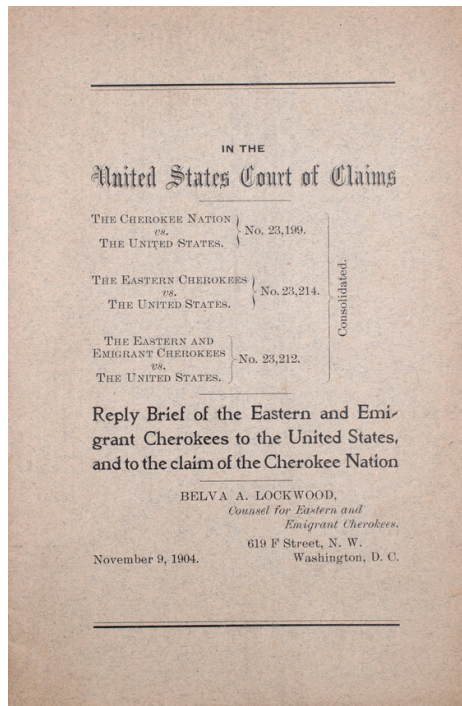 IN THE
United States Court of Claims
THE CHEROKEE NATION
vs.
THE UNITED STATES.
No. 23,199.
THE EASTERN CHEROKEES
vs.
THE UNITED STATES.
No. 23,214.
THE EASTERN AND
EMIGRANT CHEROKEES
vs.
THE UNITED STATES.
No. 23,212.
Consolidated.
Reply Brief of the Eastern and Emi-
grant Cherokees to the United States,
and to the claim of the Cherokee Nation
BELVA A. LOCKWOOD,
Counsel for Eastern and
Emigrant Cherokees.
619 F Street, N. W.
November 9, 1904. Washington, D. C.